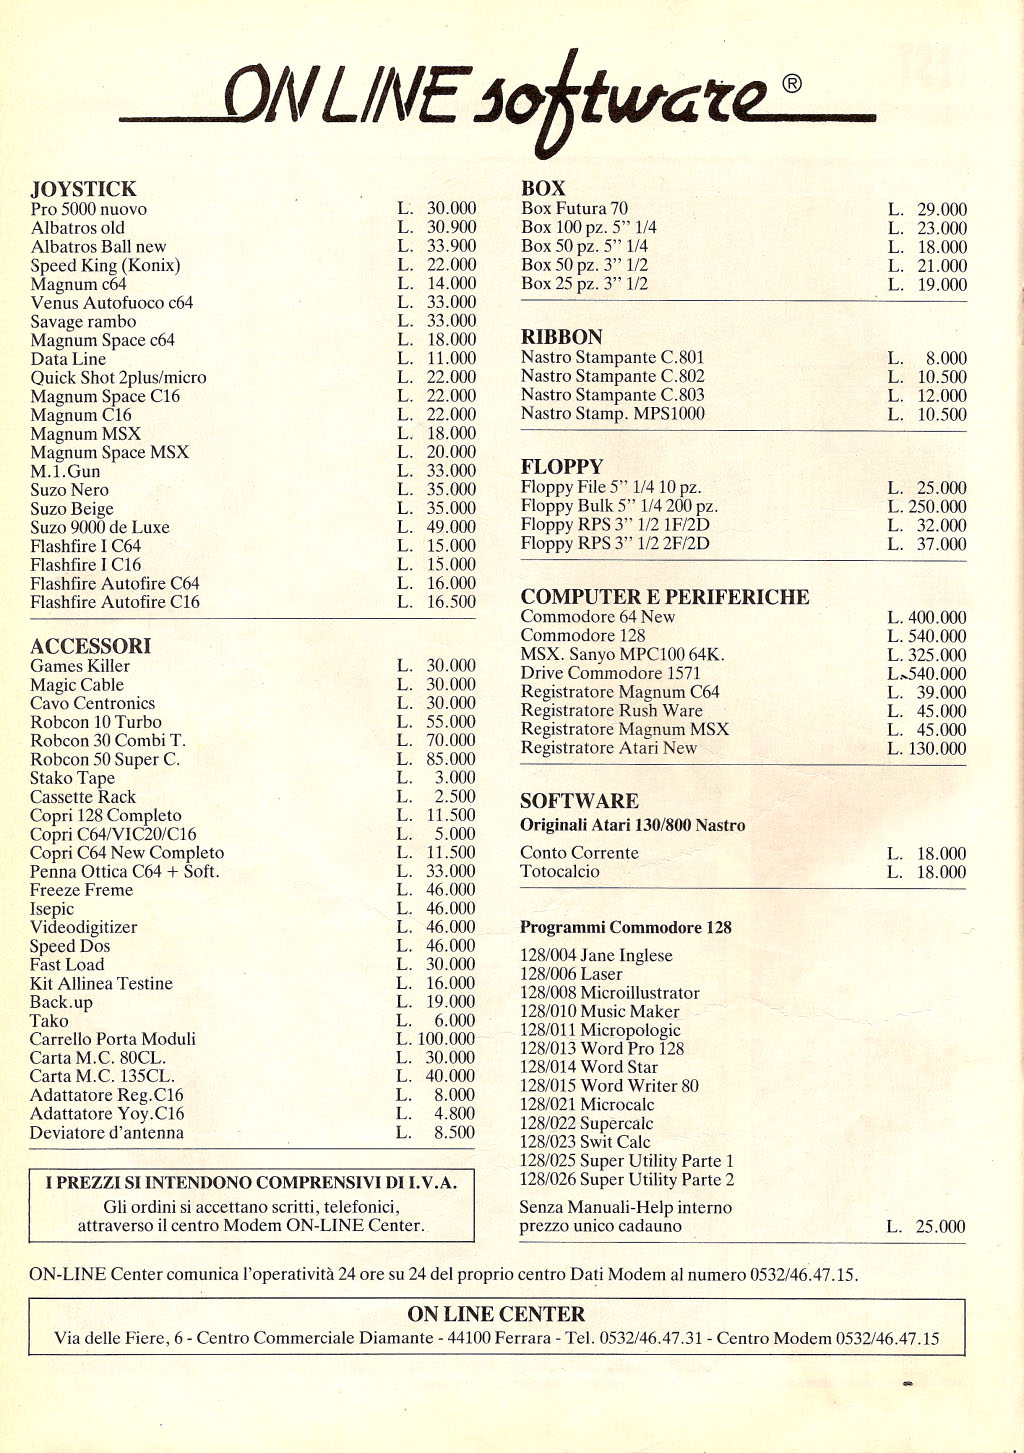 ON LINE software ®
JOYSTICK
Pro 5000 nuovo L. 30.000
Albatros old L. 30.900
Albatros Ball new L. 33.900
Speed King (Konix) L. 22.000
Magnum c64 L. 14.000
Venus Autofuoco c64 L. 33.000
Savage rambo L. 33.000
Magnum Space c64 L. 18.000
Data Line L. 11.000
Quick Shot 2plus/micro L. 22.000
Magnum Space C16 L. 22.000
Magnum C16 L. 22.000
Magnum MSX L. 18.000
Magnum Space MSX L. 20.000
M.1.Gun L. 33.000
Suzo Nero L. 35.000
Suzo Beige L. 35.000
Suzo 9000 de Luxe L. 49.000
Flashfire I C64 L. 15.000
Flashfire I C16 L. 15.000
Flashfire Autofire C64 L. 16.000
Flashfire Autofire C16 L. 16.500
ACCESSORI
Games Killer L. 30.000
Magic Cable L. 30.000
Cavo Centronics L. 30.000
Robcon 10 Turbo L. 55.000
Robcon 30 Combi T. L. 70.000
Robcon 50 Super C. L. 85.000
Stako Tape L. 3.000
Cassette Rack L. 2.500
Copri 128 Completo L. 11.500
Copri C64/VIC20/C16 L. 5.000
Copri C64 New Completo L. 11.500
Penna Ottica C64 + Soft. L. 33.000
Freeze Freme L. 46.000
Isepic L. 46.000
Videodigitizer L. 46.000
Speed Dos L. 46.000
Fast Load L. 30.000
Kit Allinea Testine L. 16.000
Back.up L. 19.000
Tako L. 6.000
Carrello Porta Moduli L. 100.000
Carta M.C. 80CL. L. 30.000
Carta M.C. 135CL. L. 40.000
Adattatore Reg.C16 L. 8.000
Adattatore Yoy.C16 L. 4.800
Deviatore d'antenna L. 8.500
I PREZZI SI INTENDONO COMPRENSIVI DI I.V.A.
Gli ordini si accettano scritti, telefonici,
attraverso il centro Modem ON-LINE Center.
BOX
Box Futura 70 L. 29.000
Box 100 pz. 5" 1/4 L. 23.000
Box 50 pz. 5" 1/4 L. 18.000
Box 50 pz. 3" 1/2 L. 21.000
Box 25 pz. 3" 1/2 L. 19.000
RIBBON
Nastro Stampante C.801 L. 8.000
Nastro Stampante C.802 L. 10.500
Nastro Stampante C.803 L. 12.000
Nastro Stamp. MPS1000 L. 10.500
FLOPPY
Floppy File 5" 1/4 10 pz. L. 25.000
Floppy Bulk 5" 1/4 200 pz. L. 250.000
Floppy RPS 3" 1/2 1F/2D L. 32.000
Floppy RPS 3" 1/2 2F/2D L. 37.000
COMPUTER E PERIFERICHE
Commodore 64 New L. 400.000
Commodore 128 L. 540.000
MSX. Sanyo MPC100 64K. L. 325.000
Drive Commodore 1571 L. 540.000
Registratore Magnum C64 L. 39.000
Registratore Rush Ware L. 45.000
Registratore Magnum MSX L. 45.000
Registratore Atari New L. 130.000
SOFTWARE
Originali Atari 130/800 Nastro
Conto Corrente L. 18.000
Totocalcio L. 18.000
Programmi Commodore 128
128/004 Jane Inglese
128/006 Laser
128/008 Microillustrator
128/010 Music Maker
128/011 Micropologic
128/013 Word Pro 128
128/014 Word Star
128/015 Word Writer 80
128/021 Microcalc
128/022 Supercalc
128/023 Swit Calc
128/025 Super Utility Parte 1
128/026 Super Utility Parte 2
Senza Manuali-Help interno
prezzo unico cadauno L. 25.000
ON-LINE Center comunica l'operatività 24 ore su 24 del proprio centro Dati Modem al numero 0532/46.47.15.
ON LINE CENTER
Via delle Fiere, 6 - Centro Commerciale Diamante - 44100 Ferrara - Tel. 0532/46.47.31 - Centro Modem 0532/46.47.15